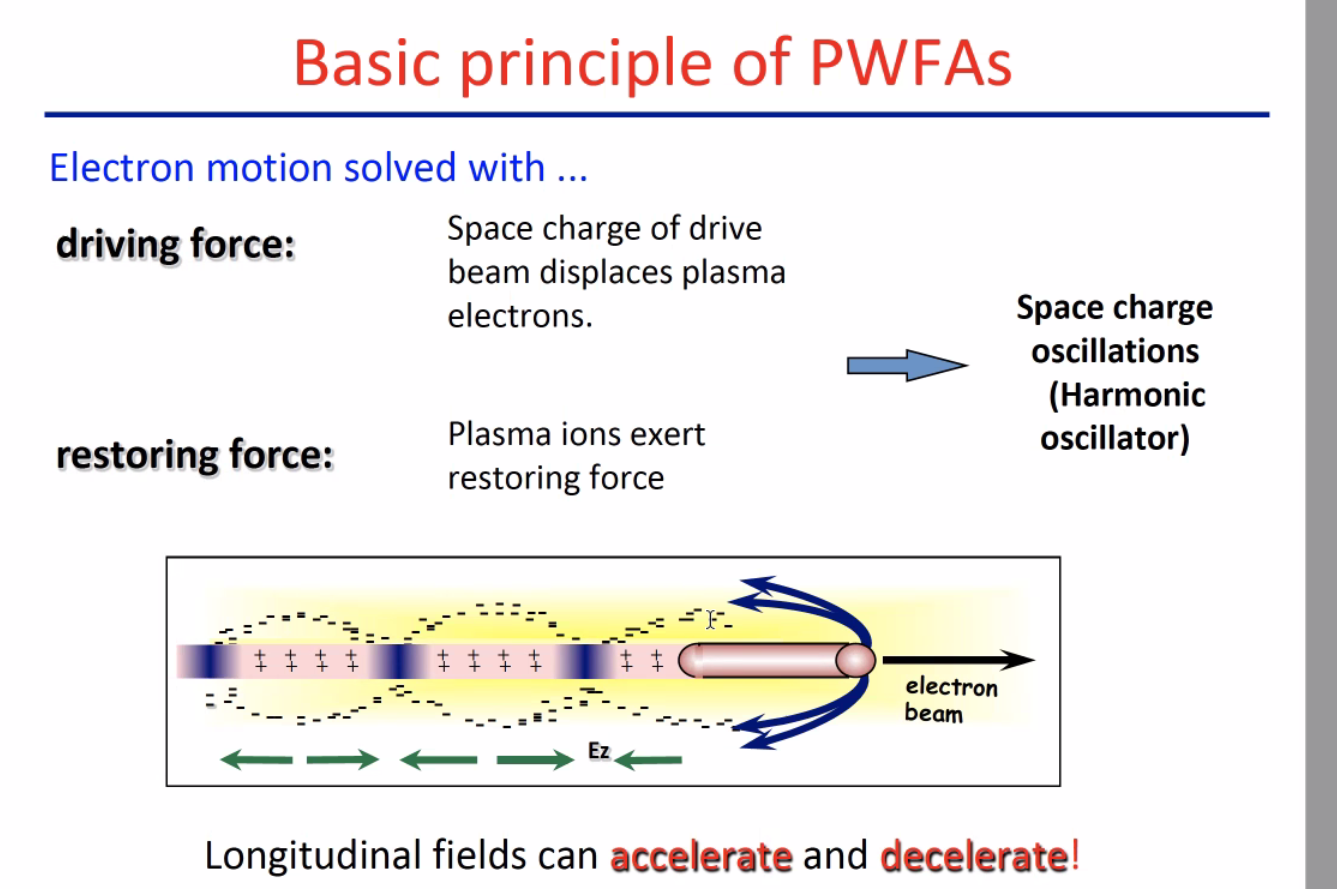 Basic principle of PWFAs
Electron motion solved with ...
driving force:
Space charge of drive
beam displaces plasma
electrons.
restoring force:
Plasma ions exert
restoring force
Space charge
oscillations
(Harmonic
oscillator)
+ + + + + + + + + +
electron
beam
Ez
Longitudinal fields can accelerate and decelerate!